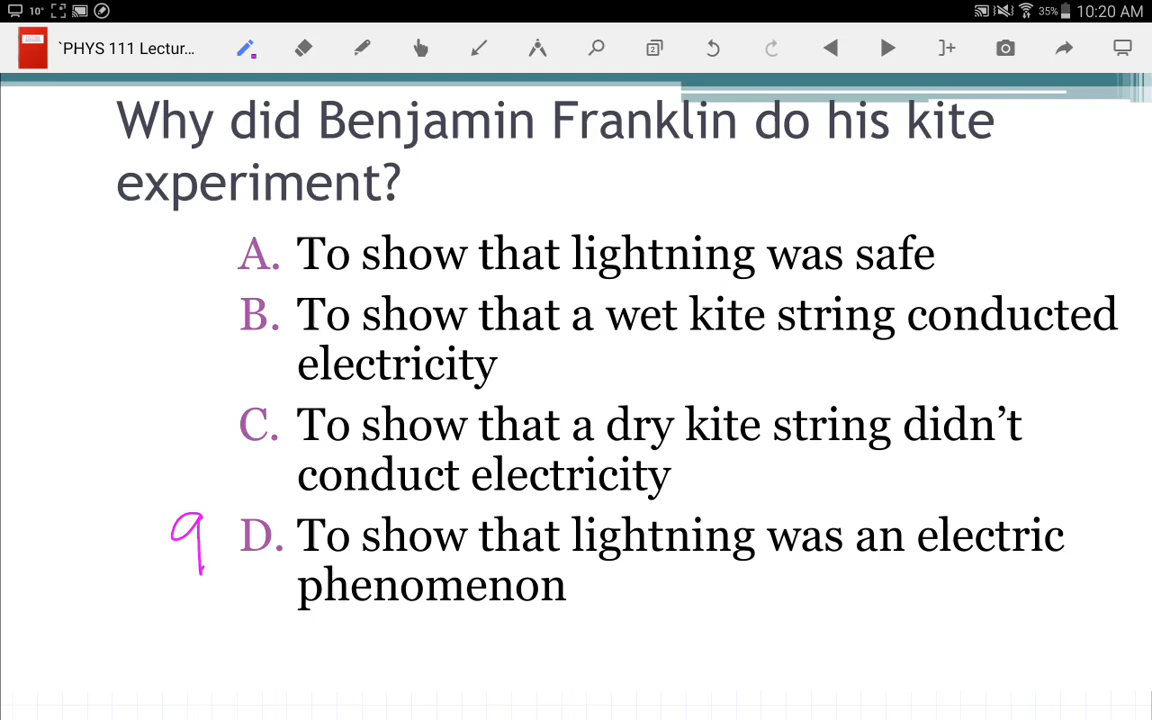 10°
35%
10:20 AM
`PHYS 111 Lectur...
2
Why did Benjamin Franklin do his kite
experiment?
A. To show that lightning was safe
B. To show that a wet kite string conducted
electricity
C. To show that a dry kite string didn’t
conduct electricity
9 D. To show that lightning was an electric
phenomenon